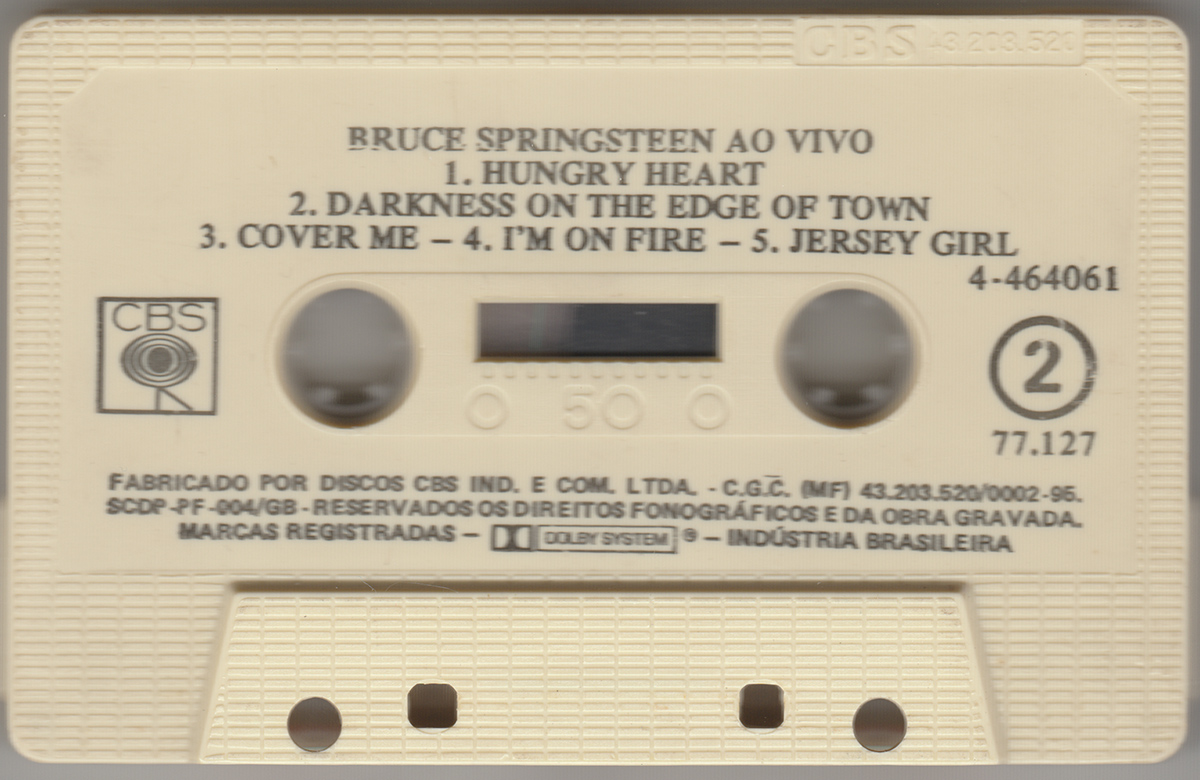 CBS 43.203.520
BRUCE SPRINGSTEEN AO VIVO
1. HUNGRY HEART
2. DARKNESS ON THE EDGE OF TOWN
3. COVER ME – 4. I'M ON FIRE – 5. JERSEY GIRL
4-464061
CBS
2
50
77.127
FABRICADO POR DISCOS CBS IND. E COM. LTDA. - C.G.C. (MF) 43.203.520/0002-95.
SCDP-PF-004/GB - RESERVADOS OS DIREITOS FONOGRÁFICOS E DA OBRA GRAVADA.
MARCAS REGISTRADAS – DOLBY SYSTEM ® – INDÚSTRIA BRASILEIRA